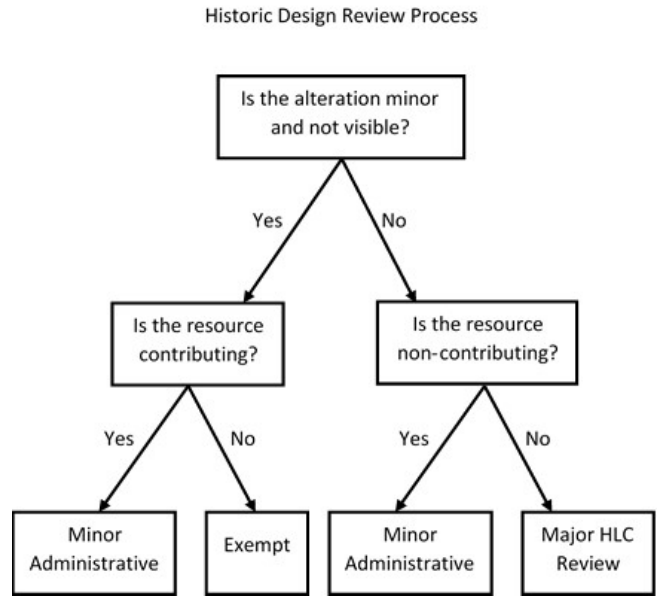 Historic Design Review Process
Is the alteration minor
and not visible?
Yes
No
Is the resource
contributing?
Is the resource
non-contributing?
Yes
No
Yes
No
Minor
Administrative
Exempt
Minor
Administrative
Major HLC
Review